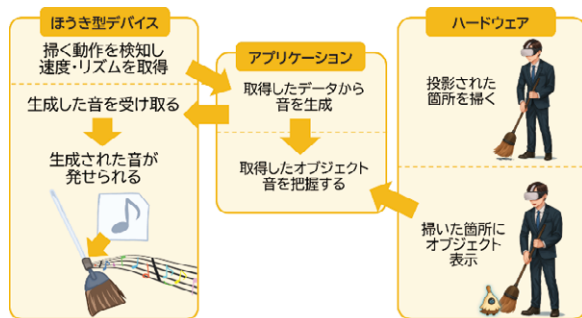 ほうき型デバイス
掃く動作を検知し
速度・リズムを取得
生成した音を受け取る
生成された音が
発せられる
アプリケーション
取得したデータから
音を生成
取得したオブジェクト
音を把握する
ハードウェア
投影された
箇所を掃く
掃いた箇所に
オブジェクト
表示